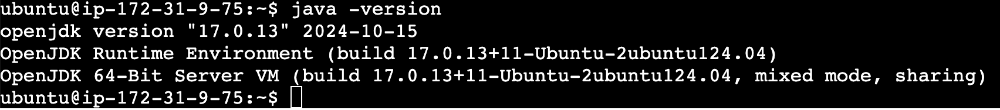 ubuntu@ip-172-31-9-75:~$ java -version
openjdk version "17.0.13" 2024-10-15
OpenJDK Runtime Environment (build 17.0.13+11-Ubuntu-2ubuntu124.04)
OpenJDK 64-Bit Server VM (build 17.0.13+11-Ubuntu-2ubuntu124.04, mixed mode, sharing)
ubuntu@ip-172-31-9-75:~$